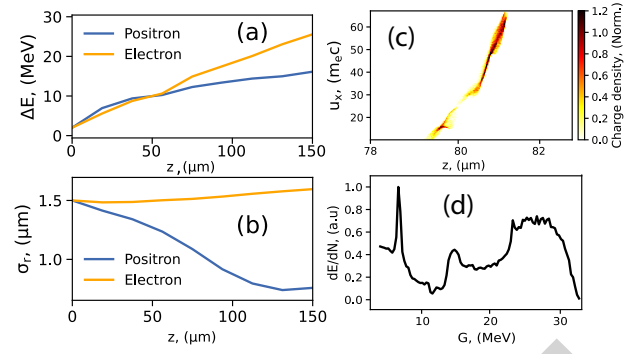 (a)
Positron
Electron
ΔE, (MeV)
30
20
10
0
0
50
100
150
z, (μm)
(b)
Positron
Electron
σr, (μm)
1.5
1.0
0
50
100
150
z, (μm)
(c)
uₓ, (mₑc)
60
50
40
30
20
78
80
82
z, (μm)
Charge density, (Norm.)
1.2
1.0
0.8
0.6
0.4
0.2
0.0
(d)
dE/dN, (a.u)
1.0
0.8
0.6
0.4
0.2
0.0
10
20
30
G, (MeV)